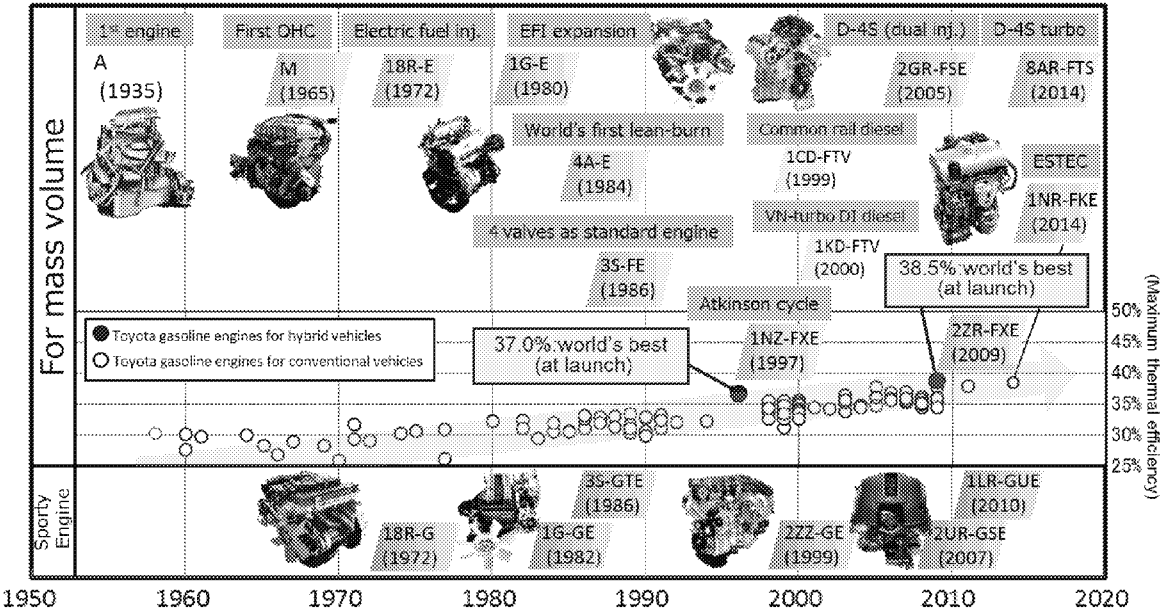 1st engine
First OHC
Electric fuel inj.
EFI expansion
D-4S (dual inj.)
D-4S turbo
A
(1935)
M
(1965)
18R-E
(1972)
1G-E
(1980)
2GR-FSE
(2005)
8AR-FTS
(2014)
World's first lean-burn
Common rail diesel
4A-E
(1984)
1CD-FTV
(1999)
ESTEC
1NR-FKE
(2014)
4 valves as standard engine
VN-turbo DI diesel
3S-FE
(1986)
1KD-FTV
(2000)
38.5% world's best
(at launch)
Atkinson cycle
1NZ-FXE
(1997)
2ZR-FXE
(2009)
For mass volume
Toyota gasoline engines for hybrid vehicles
Toyota gasoline engines for conventional vehicles
37.0% world's best
(at launch)
50%
45%
40%
35%
30%
25%
(Maximum thermal efficiency)
Sporty
Engine
18R-G
(1972)
3S-GTE
(1986)
1G-GE
(1982)
2ZZ-GE
(1999)
1LR-GUE
(2010)
2UR-GSE
(2007)
1950
1960
1970
1980
1990
2000
2010
2020